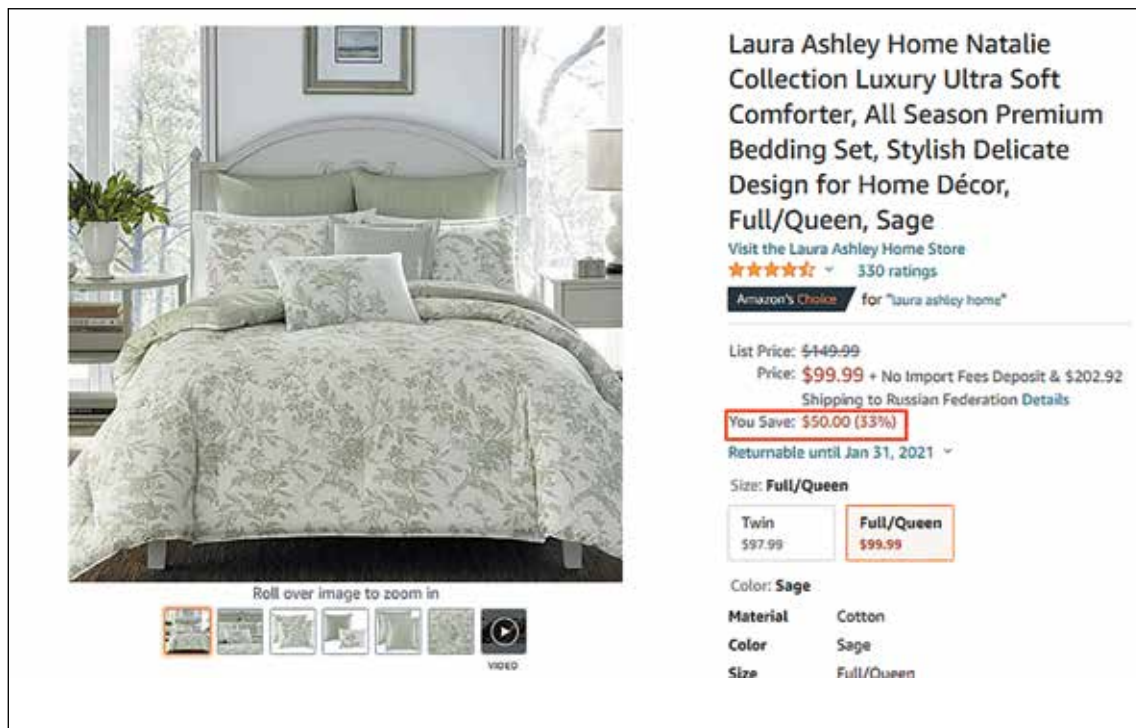 Laura Ashley Home Natalie
Collection Luxury Ultra Soft
Comforter, All Season Premium
Bedding Set, Stylish Delicate
Design for Home Décor,
Full/Queen, Sage
Visit the Laura Ashley Home Store
330 ratings
Amazon's Choice for "laura ashley home"
List Price: $149.99
Price: $99.99 + No Import Fees Deposit & $202.92
Shipping to Russian Federation Details
You Save: $50.00 (33%)
Returnable until Jan 31, 2021
Size: Full/Queen
Twin Full/Queen
$97.99 $99.99
Color: Sage
Material Cotton
Color Sage
Size Full/Queen
Roll over image to zoom in
VIDEO